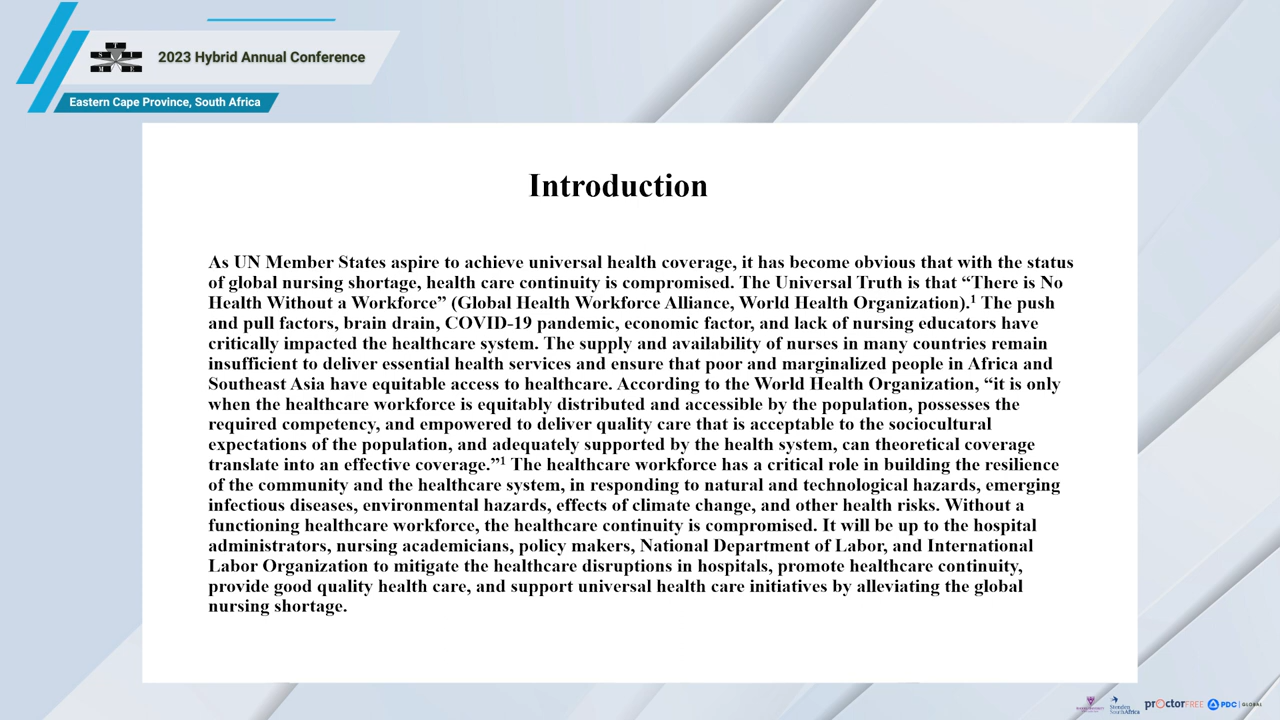 2023 Hybrid Annual Conference
Eastern Cape Province, South Africa
Introduction
As UN Member States aspire to achieve universal health coverage, it has become obvious that with the status
of global nursing shortage, health care continuity is compromised. The Universal Truth is that “There is No
Health Without a Workforce” (Global Health Workforce Alliance, World Health Organization).¹ The push
and pull factors, brain drain, COVID-19 pandemic, economic factor, and lack of nursing educators have
critically impacted the healthcare system. The supply and availability of nurses in many countries remain
insufficient to deliver essential health services and ensure that poor and marginalized people in Africa and
Southeast Asia have equitable access to healthcare. According to the World Health Organization, “it is only
when the healthcare workforce is equitably distributed and accessible by the population, possesses the
required competency, and empowered to deliver quality care that is acceptable to the sociocultural
expectations of the population, and adequately supported by the health system, can theoretical coverage
translate into an effective coverage.”¹ The healthcare workforce has a critical role in building the resilience
of the community and the healthcare system, in responding to natural and technological hazards, emerging
infectious diseases, environmental hazards, effects of climate change, and other health risks. Without a
functioning healthcare workforce, the healthcare continuity is compromised. It will be up to the hospital
administrators, nursing academicians, policy makers, National Department of Labor, and International
Labor Organization to mitigate the healthcare disruptions in hospitals, promote healthcare continuity,
provide good quality health care, and support universal health care initiatives by alleviating the global
nursing shortage.
Stenden South Africa
prOctorFREE
PDC | GLOBAL